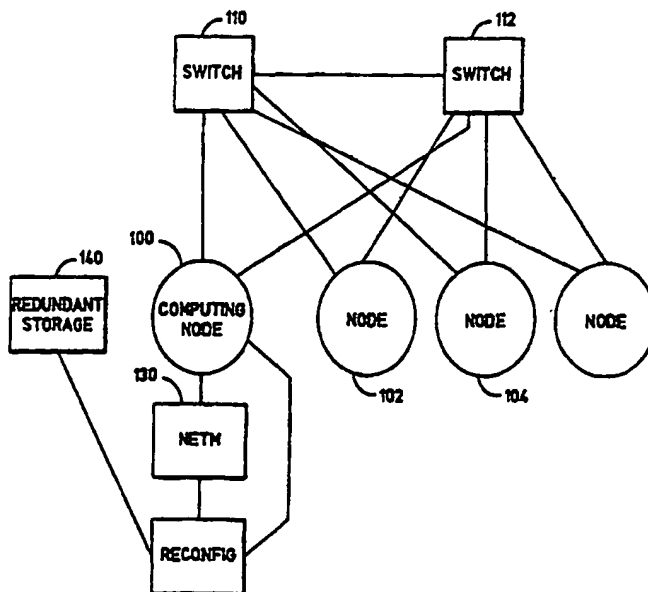 110
112
SWITCH
SWITCH
100
140
REDUNDANT
STORAGE
COMPUTING
NODE
NODE
NODE
NODE
130
102
104
NETM
RECONFIG